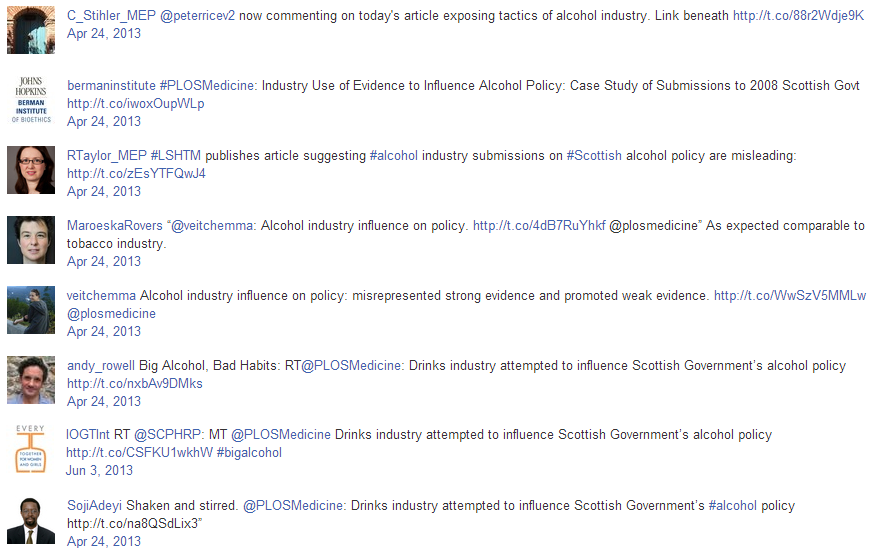 C_Stihler_MEP @peterricev2 now commenting on today's article exposing tactics of alcohol industry. Link beneath http://t.co/88r2Wdje9K
Apr 24, 2013
JOHNS
HOPKINS
BERMAN
INSTITUTE
OF BIOETHICS
bermaninstitute #PLOSMedicine: Industry Use of Evidence to Influence Alcohol Policy: Case Study of Submissions to 2008 Scottish Govt
http://t.co/iwoxOupWLp
Apr 24, 2013
RTaylor_MEP #LSHTM publishes article suggesting #alcohol industry submissions on #Scottish alcohol policy are misleading:
http://t.co/zEsYTFQwJ4
Apr 24, 2013
MaroeskaRovers “@veitchemma: Alcohol industry influence on policy. http://t.co/4dB7RuYhkf @plosmedicine” As expected comparable to
tobacco industry.
Apr 24, 2013
veitchemma Alcohol industry influence on policy: misrepresented strong evidence and promoted weak evidence. http://t.co/WwSzV5MMLw
@plosmedicine
Apr 24, 2013
andy_rowell Big Alcohol, Bad Habits: RT@PLOSMedicine: Drinks industry attempted to influence Scottish Government’s alcohol policy
http://t.co/nxbAv9DMks
Apr 24, 2013
EVERY
TOGETHER
FOR WOMEN
AND GIRLS
IOGTInt RT @SCPHRP: MT @PLOSMedicine Drinks industry attempted to influence Scottish Government’s alcohol policy
http://t.co/CSFKU1wkhW #bigalcohol
Jun 3, 2013
SojiAdeyi Shaken and stirred. @PLOSMedicine: Drinks industry attempted to influence Scottish Government’s #alcohol policy
http://t.co/na8QSdLix3”
Apr 24, 2013